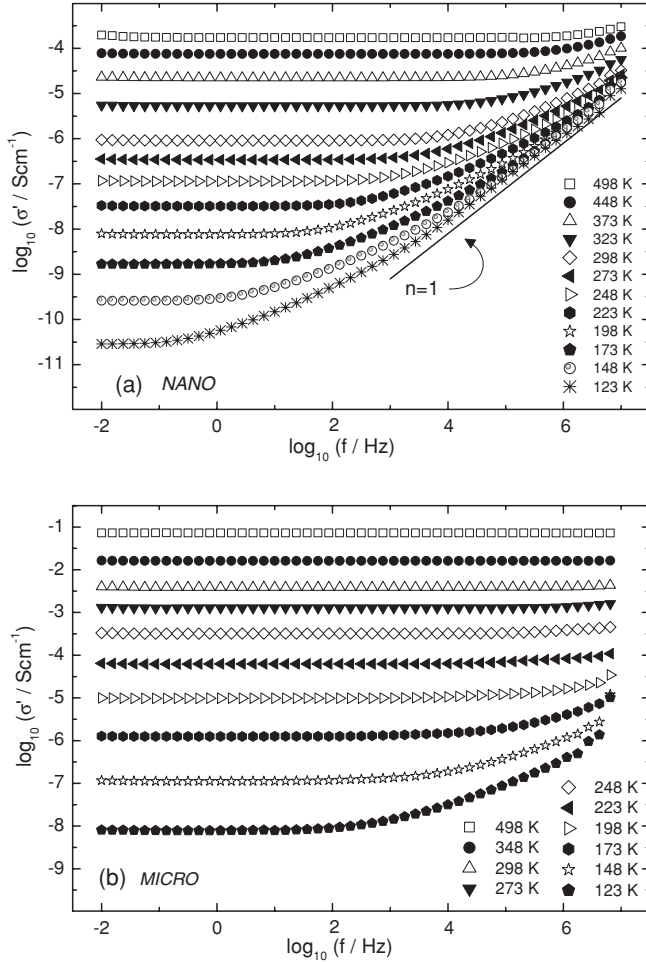 -4
-5
-6
-7
-8
-9
-10
-11
log10 (σ' / Scm-1)
498 K
448 K
373 K
323 K
298 K
273 K
248 K
223 K
198 K
173 K
148 K
123 K
n=1
(a) NANO
-2 0 2 4 6
log10 (f / Hz)
-1
-2
-3
-4
-5
-6
-7
-8
-9
log10 (σ' / Scm-1)
498 K
348 K
298 K
273 K
248 K
223 K
198 K
173 K
148 K
123 K
(b) MICRO
-2 0 2 4 6
log10 (f / Hz)